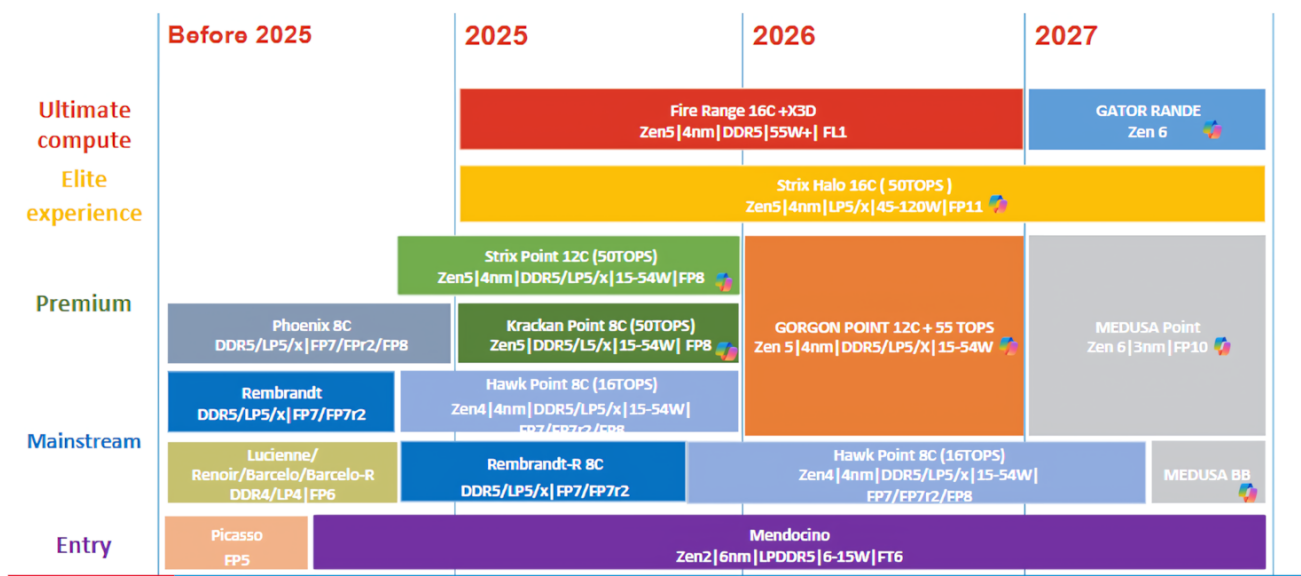 Before 2025
2025
2026
2027
Ultimate
compute
Fire Range 16C +X3D
Zen5|4nm|DDR5|55W+| FL1
GATOR RANDE
Zen 6
Elite
experience
Strix Halo 16C ( 50TOPS )
Zen5|4nm|LP5/x|45-120W|FP11
Premium
Strix Point 12C (50TOPS)
Zen5|4nm|DDR5/LP5/x|15-54W|FP8
Phoenix 8C
DDR5/LP5/x|FP7/FPr2/FP8
Krackan Point 8C (50TOPS)
Zen5|DDR5/L5/x|15-54W| FP8
GORGON POINT 12C + 55 TOPS
Zen 5|4nm|DDR5/LP5/X|15-54W
MEDUSA Point
Zen 6|3nm|FP10
Mainstream
Rembrandt
DDR5/LP5/x|FP7/FP7r2
Hawk Point 8C (16TOPS)
Zen4|4nm|DDR5/LP5/x|15-54W|
FP7/FP7r2/FP8
Lucienne/
Renoir/Barcelo/Barcelo-R
DDR4/LP4|FP6
Rembrandt-R 8C
DDR5/LP5/x|FP7/FP7r2
Hawk Point 8C (16TOPS)
Zen4|4nm|DDR5/LP5/x|15-54W|
FP7/FP7r2/FP8
MEDUSA BB
Entry
Picasso
FP5
Mendocino
Zen2|6nm|LPDDR5|6-15W|FT6